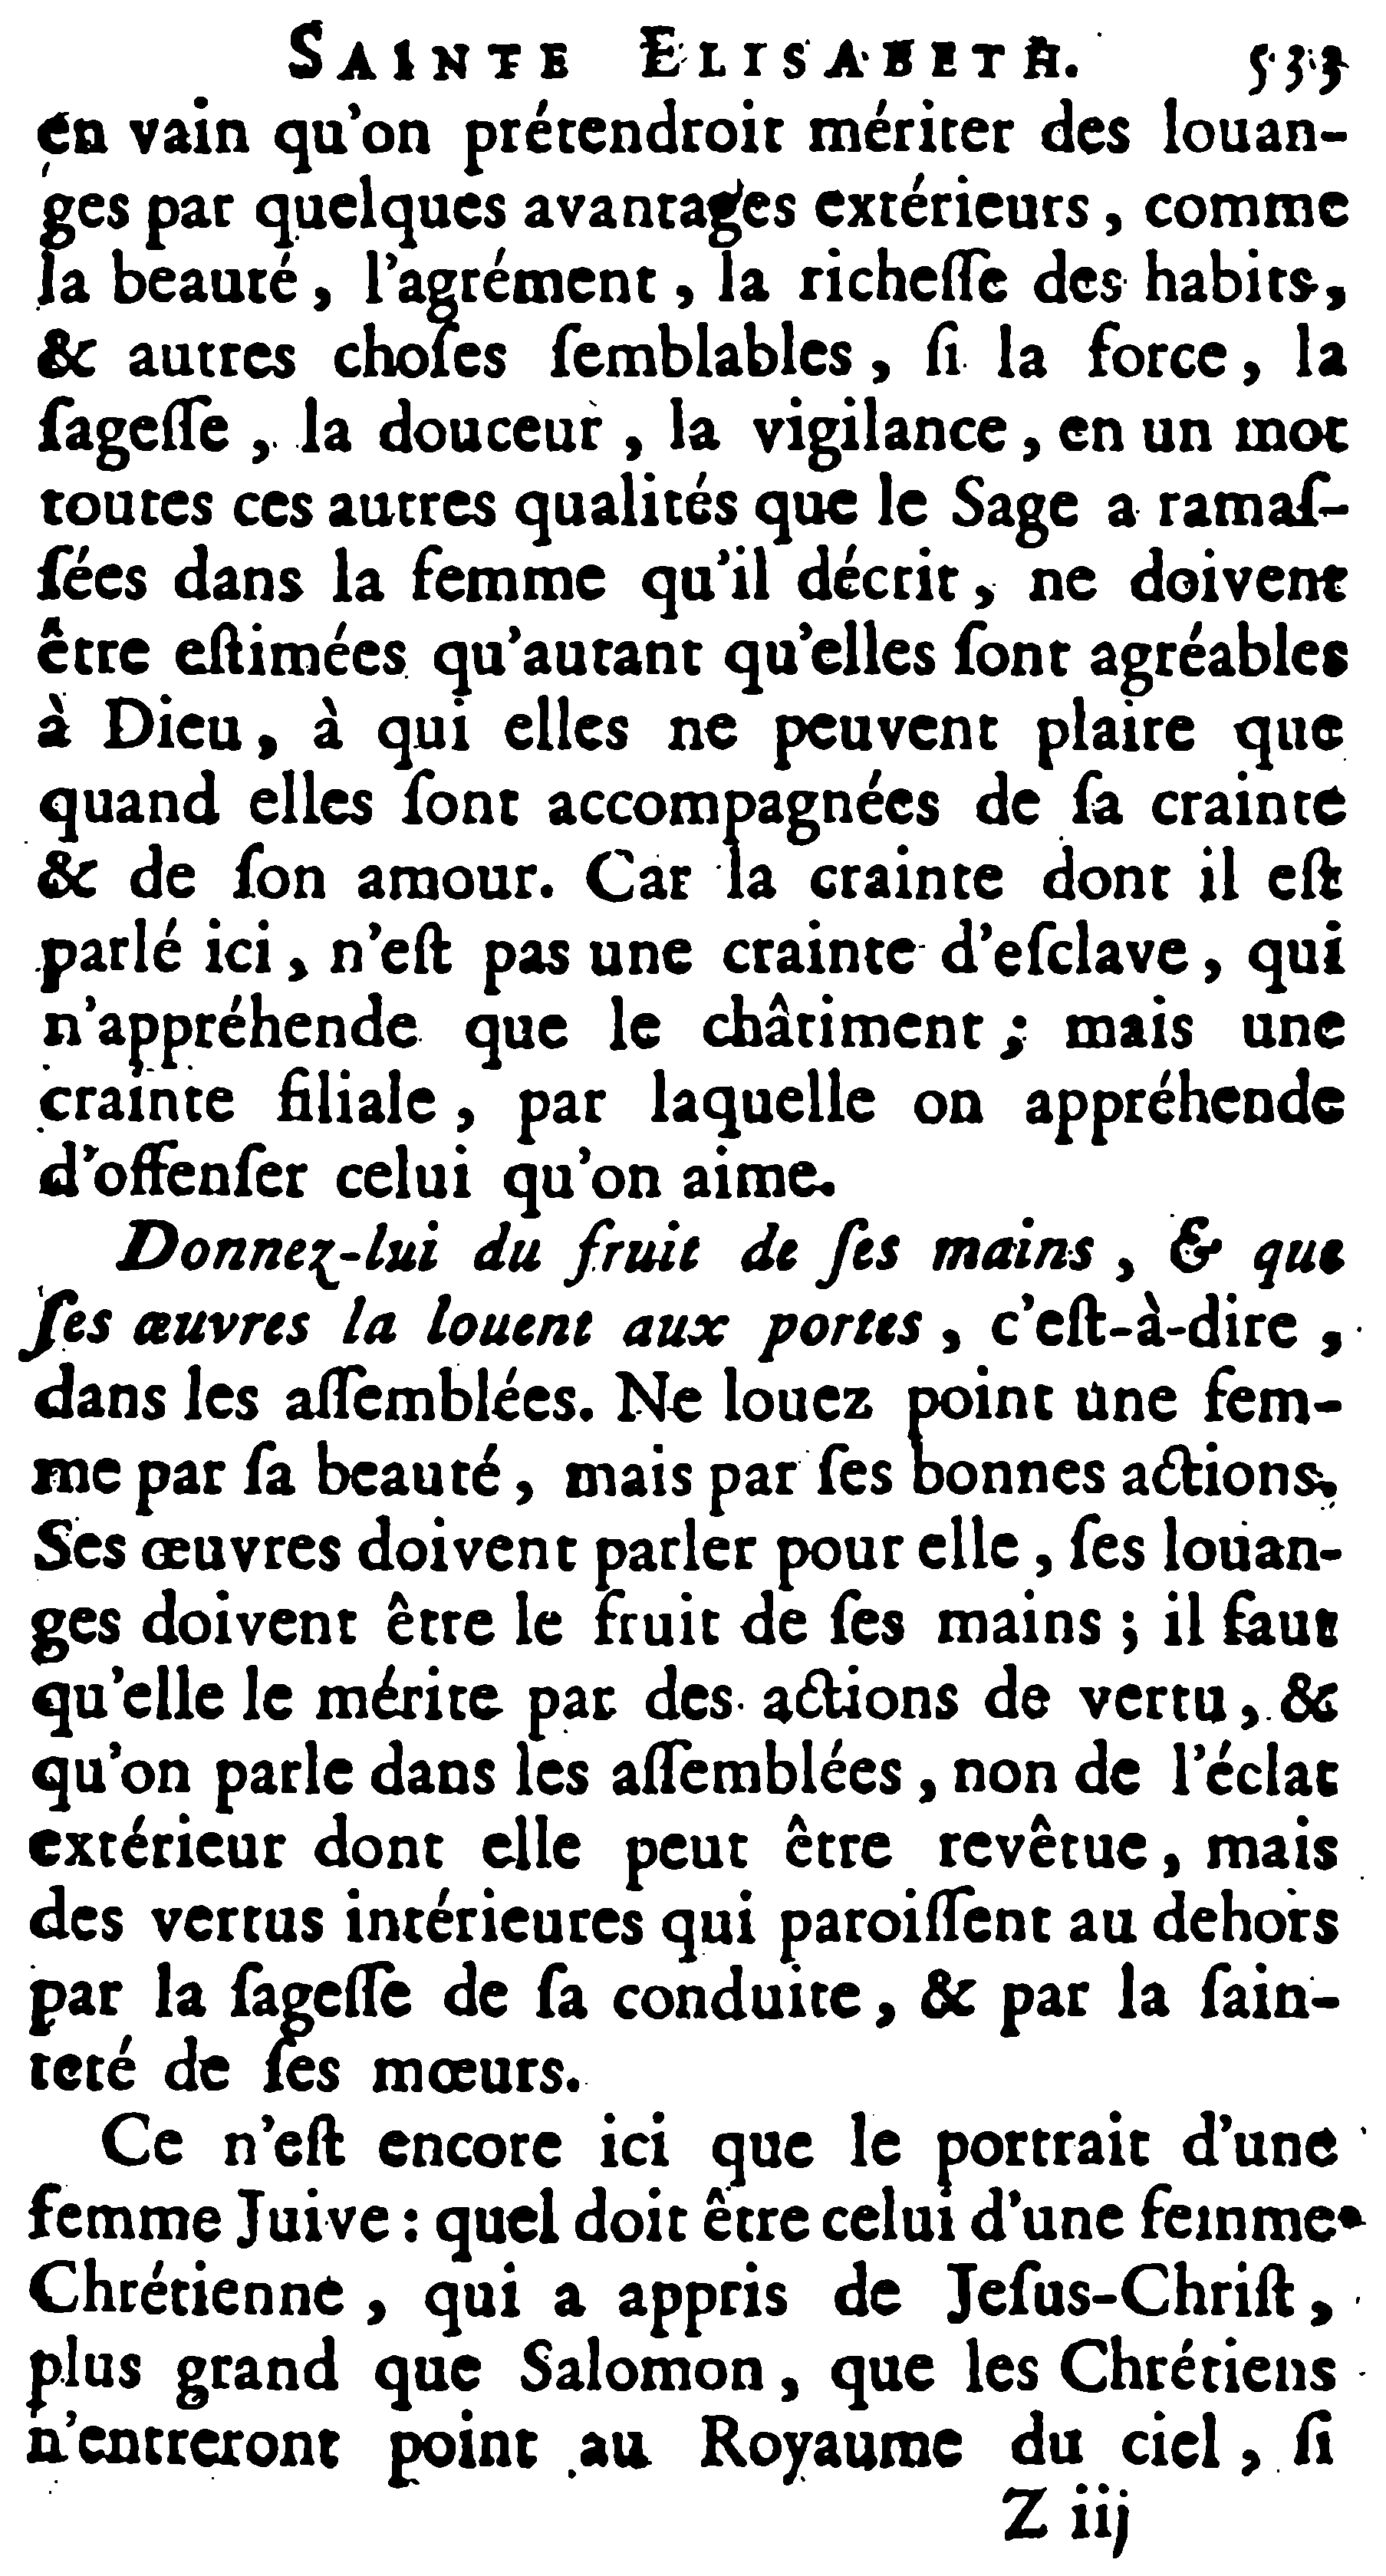 SAINTE ELISABETH. 533
en vain qu'on prétendroit mériter des louan-
ges par quelques avantages extérieurs, comme
la beauté, l'agrément, la richeſſe des habits,
& autres choſes ſemblables, ſi la force, la
ſageſſe, la douceur, la vigilance, en un mot
toutes ces autres qualités que le Sage a ramaſ-
ſées dans la femme qu'il décrit, ne doivent
être eſtimées qu'autant qu'elles ſont agréables
à Dieu, à qui elles ne peuvent plaire que
quand elles ſont accompagnées de ſa crainte
& de ſon amour. Car la crainte dont il eſt
parlé ici, n'eſt pas une crainte d'eſclave, qui
n'appréhende que le châtiment; mais une
crainte filiale, par laquelle on appréhende
d'offenſer celui qu'on aime.
Donnez-lui du fruit de ſes mains, & que
ſes œuvres la louent aux portes, c'eſt-à-dire,
dans les aſſemblées. Ne louez point une fem-
me par ſa beauté, mais par ſes bonnes actions.
Ses œuvres doivent parler pour elle, ſes louan-
ges doivent être le fruit de ſes mains; il faut
qu'elle le mérite par des actions de vertu, &
qu'on parle dans les aſſemblées, non de l'éclat
extérieur dont elle peut être revêtue, mais
des vertus intérieures qui paroiſſent au dehors
par la ſageſſe de ſa conduite, & par la ſain-
teté de ſes mœurs.
Ce n'eſt encore ici que le portrait d'une
femme Juive: quel doit être celui d'une femme
Chrétienne, qui a appris de Jeſus-Chriſt,
plus grand que Salomon, que les Chrétiens
n'entreront point au Royaume du ciel, ſi
Z iij